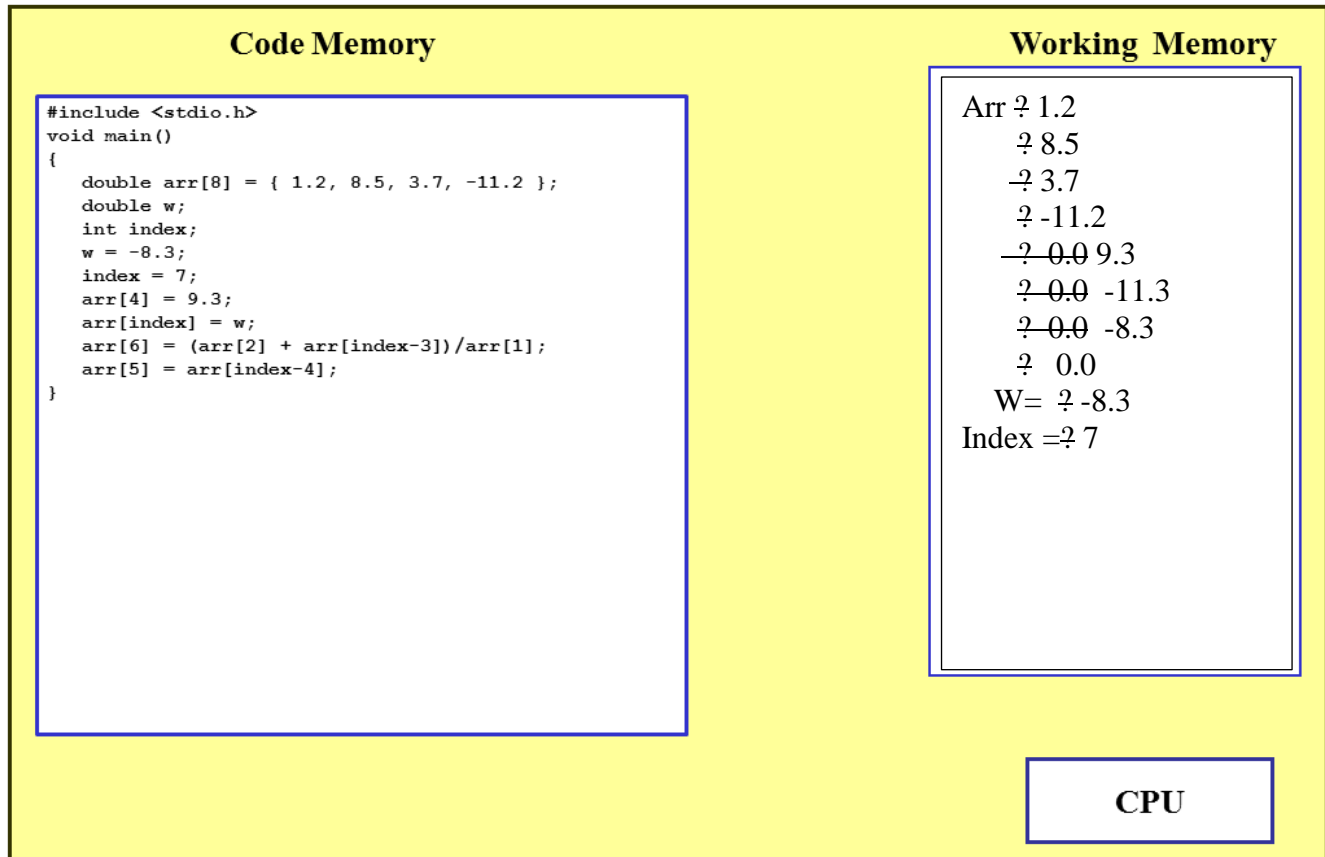 Code Memory
Working Memory
#include <stdio.h>
void main()
{
double arr[8] = { 1.2, 8.5, 3.7, -11.2 };
double w;
int index;
w = -8.3;
index = 7;
arr[4] = 9.3;
arr[index] = w;
arr[6] = (arr[2] + arr[index-3])/arr[1];
arr[5] = arr[index-4];
}
Arr ? 1.2
? 8.5
? 3.7
? -11.2
? 0.0 9.3
? 0.0 -11.3
? 0.0 -8.3
? 0.0
W= ? -8.3
Index =? 7
CPU